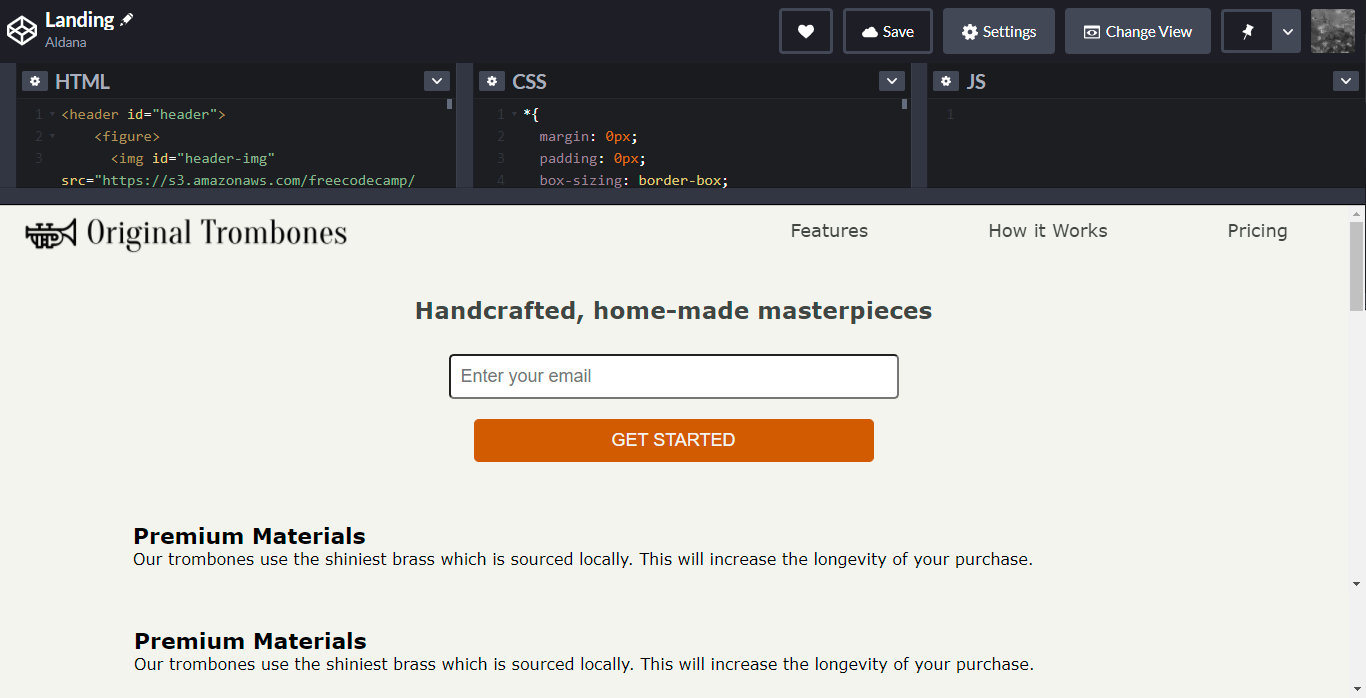 Landing
Aldana
Save
Settings
Change View
HTML
CSS
JS
1 <header id="header">
2 <figure>
3 <img id="header-img"
src="https://s3.amazonaws.com/freecodecamp/
1 *{
2 margin: 0px;
3 padding: 0px;
4 box-sizing: border-box;
1
Original Trombones
Features
How it Works
Pricing
Handcrafted, home-made masterpieces
Enter your email
GET STARTED
Premium Materials
Our trombones use the shiniest brass which is sourced locally. This will increase the longevity of your purchase.
Premium Materials
Our trombones use the shiniest brass which is sourced locally. This will increase the longevity of your purchase.